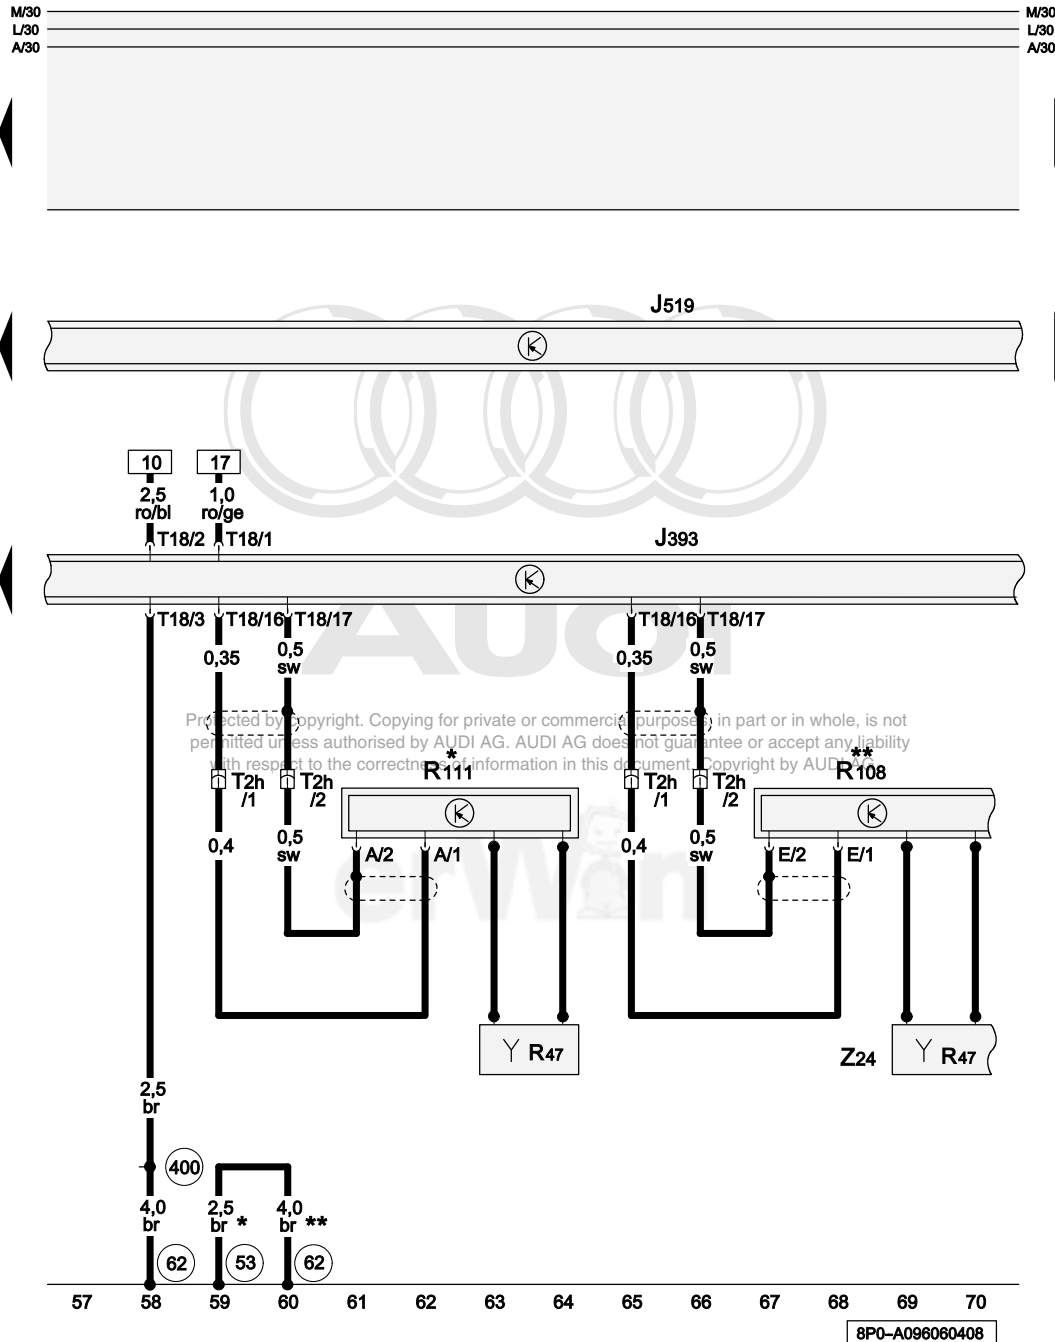 M/30 M/30
L/30 L/30
A/30 A/30
J519
10 17
2,5 1,0
ro/bl ro/ge
T18/2 T18/1
J393
AUDI
T18/3 T18/16 T18/17 T18/16 T18/17
0,35 0,5 0,35 0,5
sw sw
Protected by copyright. Copying for private or commercial purposes, in part or in whole, is not
permitted unless authorised by AUDI AG. AUDI AG does not guarantee or accept any liability
with respect to the correctness of information in this document. Copyright by AUDI AG.
* **
R111 R108
T2h T2h T2h T2h
/1 /2 /1 /2
0,4 0,5 0,4 0,5
sw sw
A/2 A/1 E/2 E/1
erWin
R47 Z24 R47
2,5
br
400
4,0 2,5 4,0
br br * br **
62 53 62
57 58 59 60 61 62 63 64 65 66 67 68 69 70
8P0-A096060408